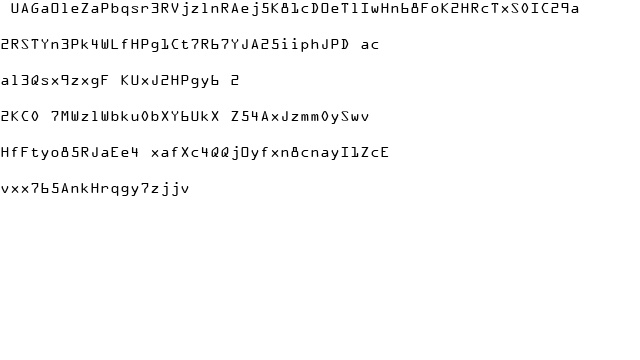 UAGaOleZaPbqsr3RVjzlnRAej5K81cDOeTlIwHn68FoK2HRcTxS0IC29a
2RSTYn3Pk4WLfHPg1Ct7R67YJA25iiphJPD ac
al3Qsx9zxgF KUxJ2HPgy6 2
2KC0 7MWzlWbku0bXY6UkX Z54AxJzmm0ySwv
HfFtyo85RJaEe4 xafXc4QQjOyfxn8cnayI1ZcE
vxx765AnkHrqgy7zjjv